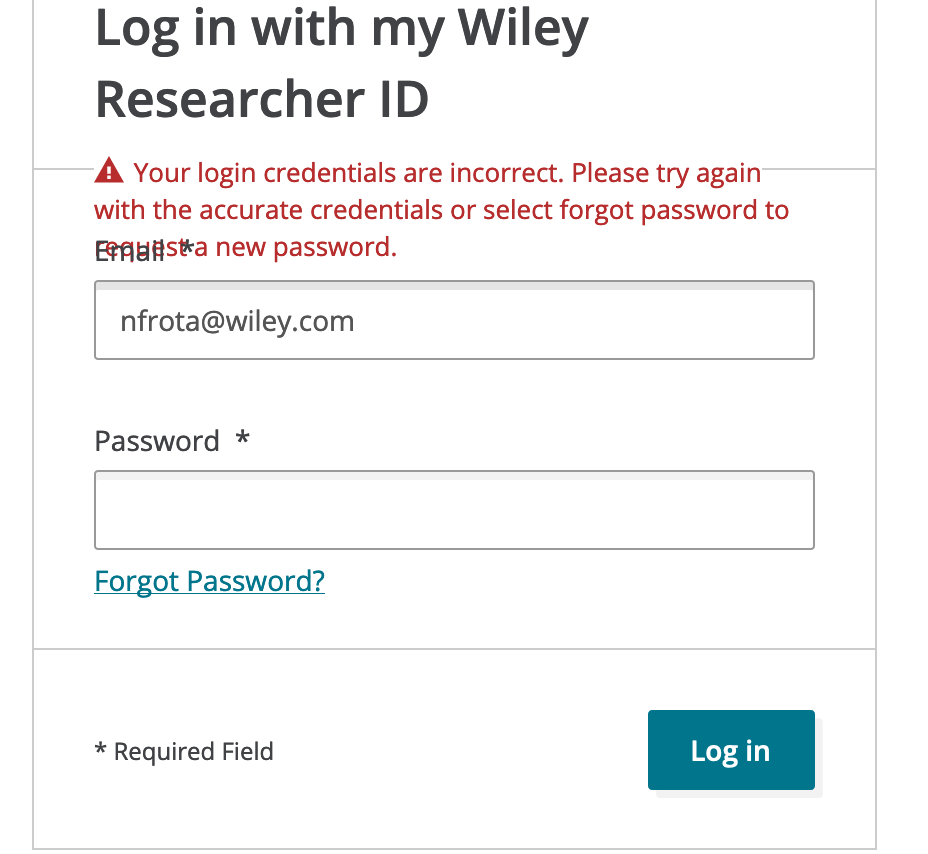 Log in with my Wiley
Researcher ID
Your login credentials are incorrect. Please try again
with the accurate credentials or select forgot password to
request a new password.
Email *
nfrota@wiley.com
Password *
Forgot Password?
* Required Field
Log in